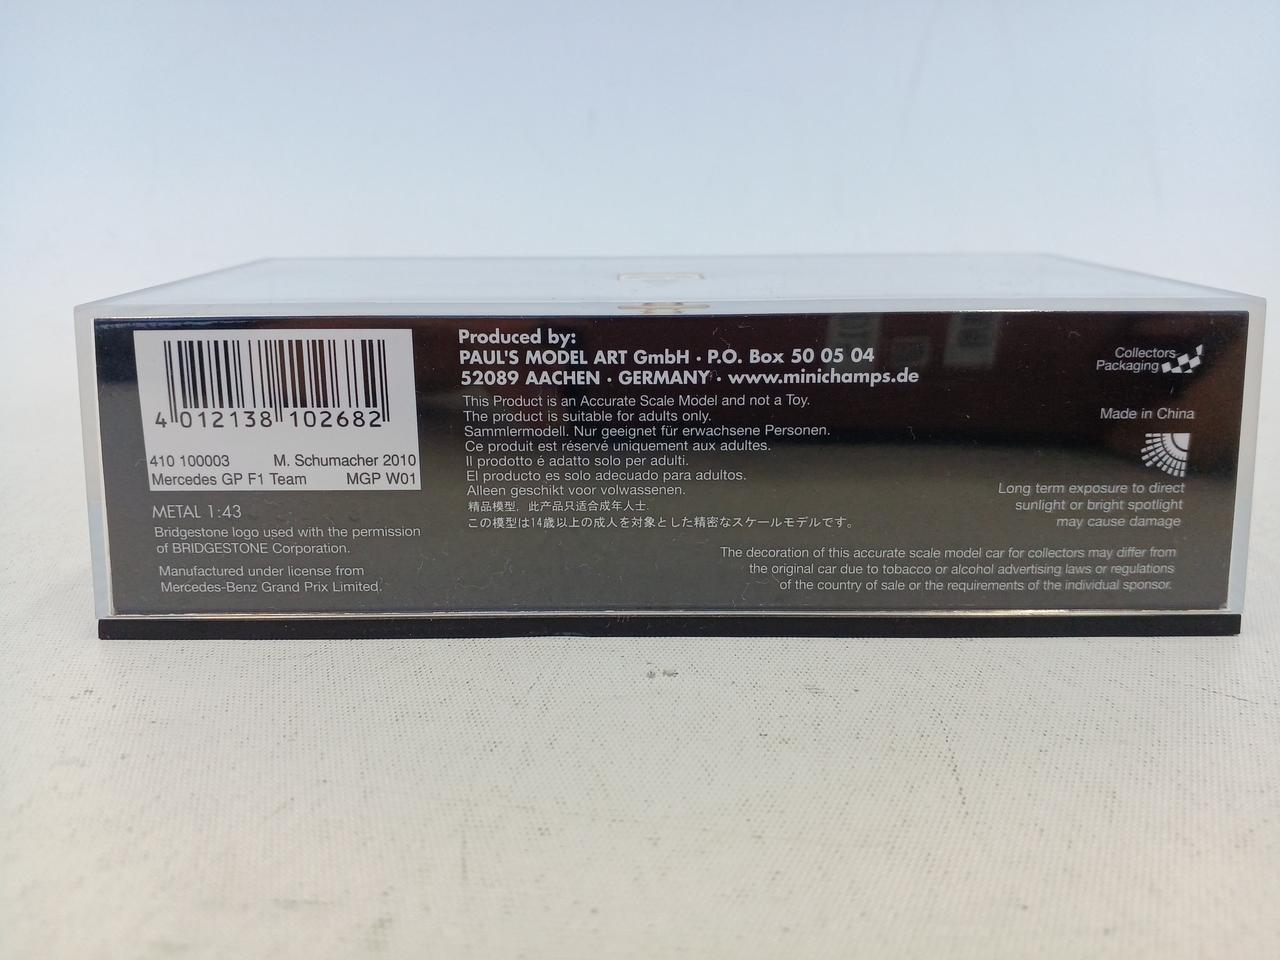 4 012138 102682
410 100003 M. Schumacher 2010
Mercedes GP F1 Team MGP W01
METAL 1:43
Bridgestone logo used with the permission
of BRIDGESTONE Corporation.
Manufactured under license from
Mercedes-Benz Grand Prix Limited.
Produced by:
PAUL'S MODEL ART GmbH · P.O. Box 50 05 04
52089 AACHEN · GERMANY · www.minichamps.de
This Product is an Accurate Scale Model and not a Toy.
The product is suitable for adults only.
Sammlermodell. Nur geeignet für erwachsene Personen.
Ce produit est réservé uniquement aux adultes.
Il prodotto é adatto solo per adulti.
El producto es solo adecuado para adultos.
Alleen geschikt voor volwassenen.
精品模型，此产品只适合成年人士.
この模型は14歳以上の成人を対象とした精密なスケールモデルです。
The decoration of this accurate scale model car for collectors may differ from
the original car due to tobacco or alcohol advertising laws or regulations
of the country of sale or the requirements of the individual sponsor.
Collectors
Packaging
Made in China
Long term exposure to direct
sunlight or bright spotlight
may cause damage